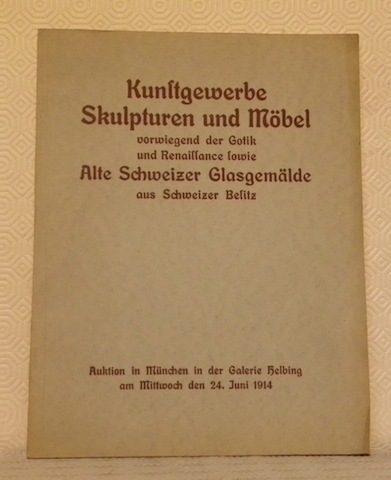 Kunſtgewerbe
Skulpturen und Möbel
vorwiegend der Gotik
und Renaiſſance ſowie
Alte Schweizer Glasgemälde
aus Schweizer Beſitz
Auktion in München in der Galerie Helbing
am Mittwoch den 24. Juni 1914